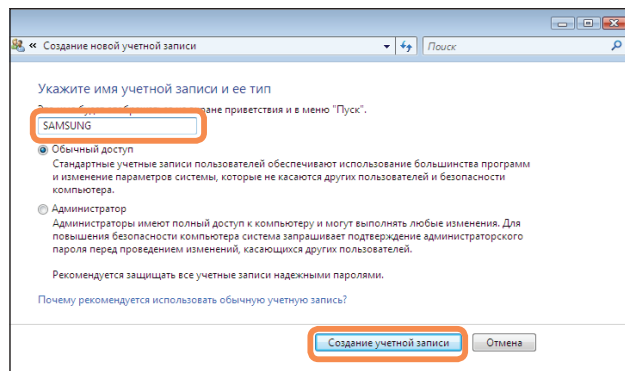 « Создание новой учетной записи
Поиск
Укажите имя учетной записи и ее тип
ране приветствия и в меню "Пуск".
SAMSUNG
Обычный доступ
Стандартные учетные записи пользователей обеспечивают использование большинства программ
и изменение параметров системы, которые не касаются других пользователей и безопасности
компьютера.
Администратор
Администраторы имеют полный доступ к компьютеру и могут выполнять любые изменения. Для
повышения безопасности компьютера система запрашивает подтверждение администраторского
пароля перед проведением изменений, касающихся других пользователей.
Рекомендуется защищать все учетные записи надежными паролями.
Почему рекомендуется использовать обычную учетную запись?
Создание учетной записи
Отмена